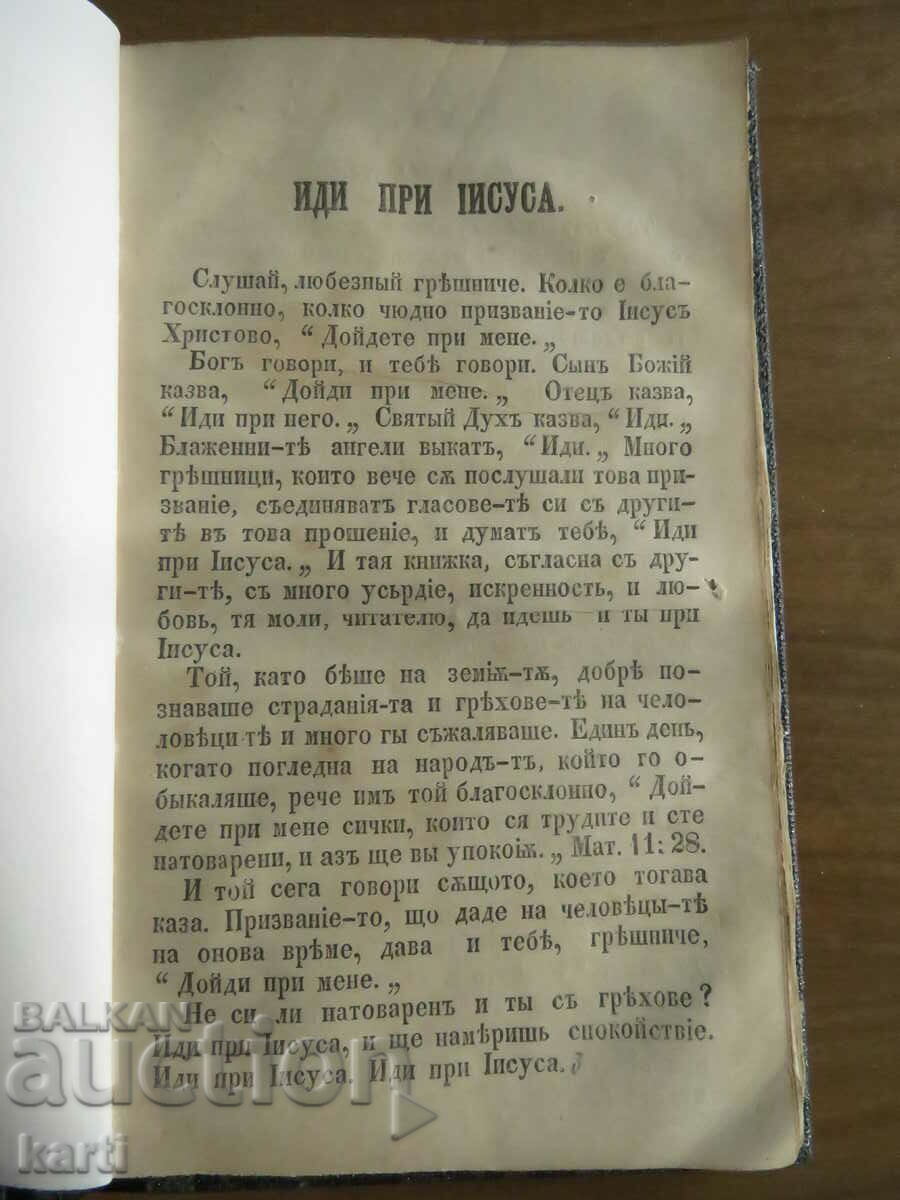 ИДИ ПРИ ІИСУСА.
Слушай, любезный грѣшниче. Колко е бла-
госклонно, колко чюдно призваніе-то Іисусъ
Христово, “ Дойдете при мене.„
Богъ говори, и тебѣ говори. Сынъ Божій
казва, “ Дойди при мене.„ Отецъ казва,
“ Иди при него.„ Святый Духъ казва, “ Иди.„
Блаженни-тѣ ангели выкатъ, “ Иди.„ Много
грѣшници, които вече сѫ послушали това при-
званіе, съединяватъ гласове-тѣ си съ други-
тѣ въ това прошеніе, и думатъ тебѣ, “ Иди
при Іисуса.„ И тая книжка, съгласна съ дру-
ги-тѣ, съ много усърдіе, искренность, и лю-
бовь, тя моли, читателю, да идешь и ты при
Іисуса.
Той, като бѣше наземіѭ-тѫ, добрѣ по-
знаваше страданія-та и грѣхове-тѣ на чело-
ловѣци тѣ и много гы съжаляваше. Единъ день,
когато погледна на народъ-тъ, който го о-
быкаляше, рече имъ той благосклонно, “ Дой-
дете при мене сички, които ся трудите и сте
натоварени, и азъ ще вы упокоіѭ.„ Мат. 11: 28.
И той сега говори сѫщото, което тогава
каза. Призваніе-то, що даде на человѣцы-тѣ
на онова врѣме, дава и тебѣ, грѣшниче,
“ Дойди при мене.„
Не си ли натоваренъ и ты съ грѣхове?
Иди при Іисуса, и ще намѣришь спокойствіе.
Иди при Іисуса. Иди при Іисуса.
BALKAN
auction
karti